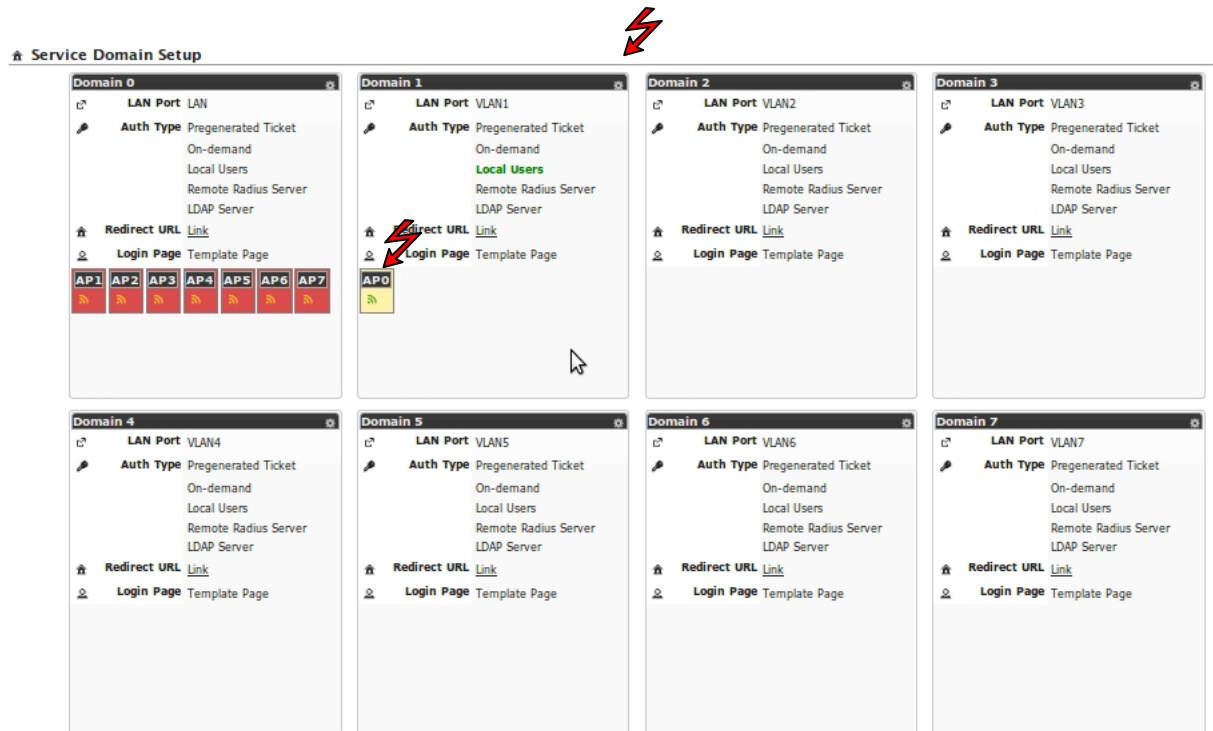 Service Domain Setup
Domain 0
LAN Port LAN
Auth Type Pregenerated Ticket
On-demand
Local Users
Remote Radius Server
LDAP Server
Redirect URL Link
Login Page Template Page
AP1 AP2 AP3 AP4 AP5 AP6 AP7
Domain 1
LAN Port VLAN1
Auth Type Pregenerated Ticket
On-demand
Local Users
Remote Radius Server
LDAP Server
Redirect URL Link
Login Page Template Page
AP0
Domain 2
LAN Port VLAN2
Auth Type Pregenerated Ticket
On-demand
Local Users
Remote Radius Server
LDAP Server
Redirect URL Link
Login Page Template Page
Domain 3
LAN Port VLAN3
Auth Type Pregenerated Ticket
On-demand
Local Users
Remote Radius Server
LDAP Server
Redirect URL Link
Login Page Template Page
Domain 4
LAN Port VLAN4
Auth Type Pregenerated Ticket
On-demand
Local Users
Remote Radius Server
LDAP Server
Redirect URL Link
Login Page Template Page
Domain 5
LAN Port VLAN5
Auth Type Pregenerated Ticket
On-demand
Local Users
Remote Radius Server
LDAP Server
Redirect URL Link
Login Page Template Page
Domain 6
LAN Port VLAN6
Auth Type Pregenerated Ticket
On-demand
Local Users
Remote Radius Server
LDAP Server
Redirect URL Link
Login Page Template Page
Domain 7
LAN Port VLAN7
Auth Type Pregenerated Ticket
On-demand
Local Users
Remote Radius Server
LDAP Server
Redirect URL Link
Login Page Template Page